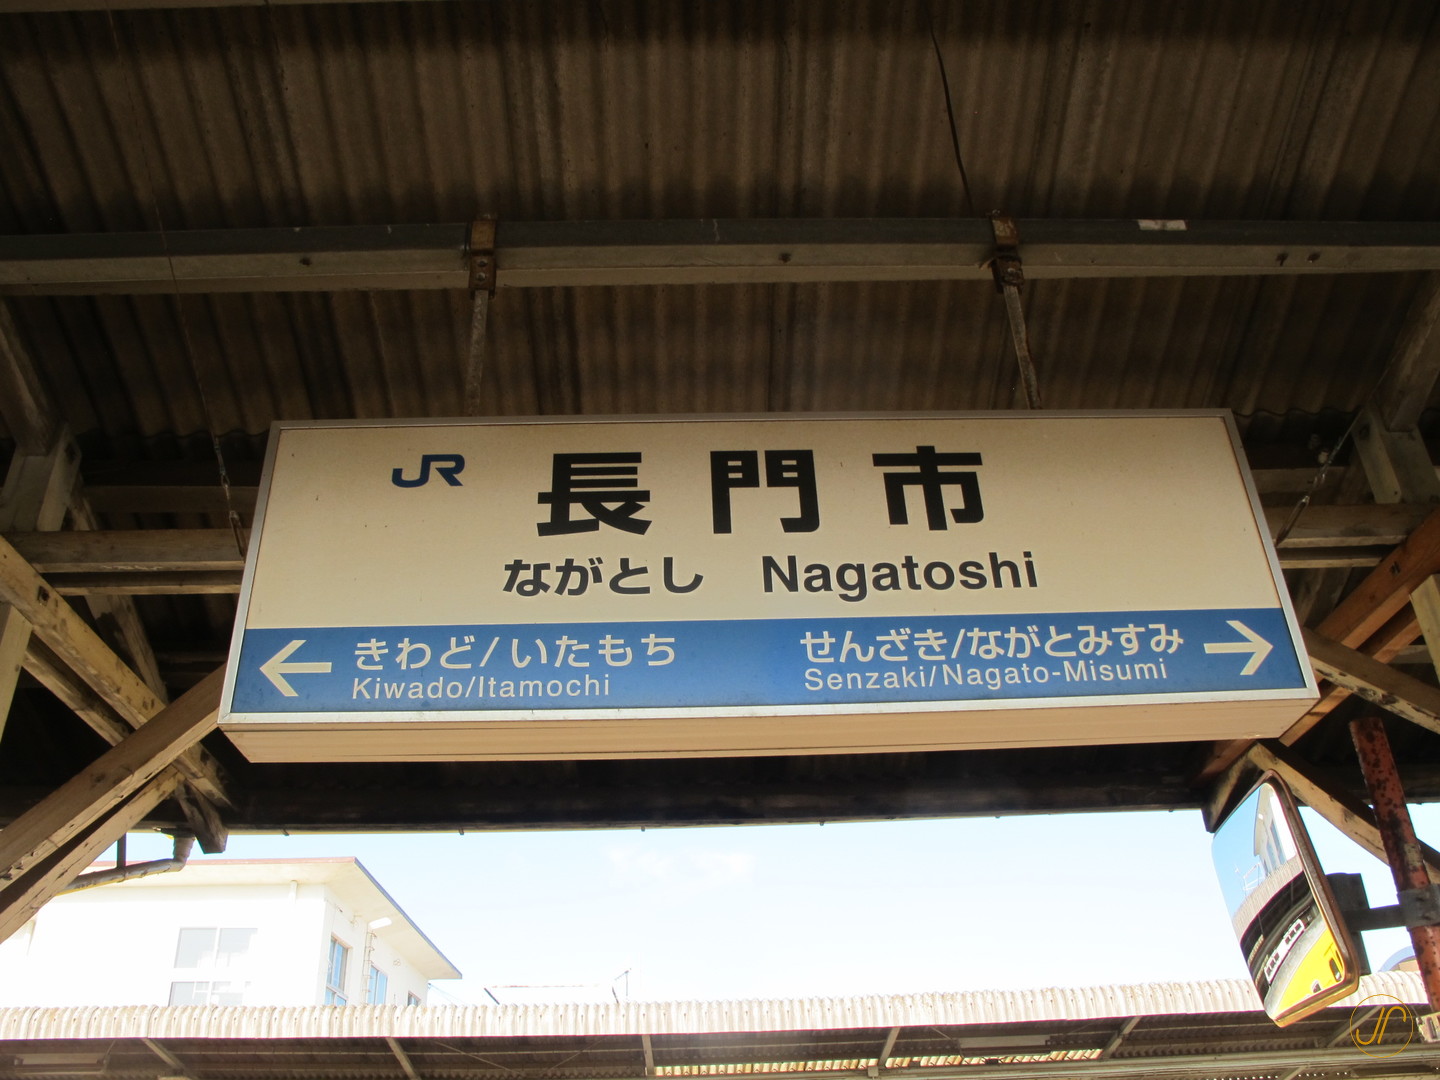 JR 長門市
ながとし Nagatoshi
← きわど/いたもち せんざき/ながとみすみ →
Kiwado/Itamochi Senzaki/Nagato-Misumi